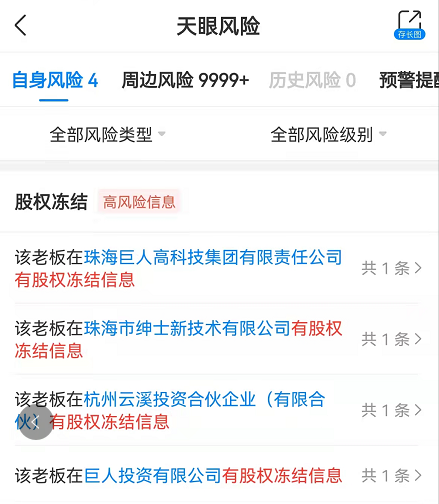 天眼风险
存长图
自身风险 4 周边风险 9999+ 历史风险 0 预警提醒
全部风险类型 全部风险级别
股权冻结 高风险信息
该老板在珠海巨人高科技集团有限责任公司
有股权冻结信息
共 1 条
该老板在珠海市绅士新技术有限公司有股权
冻结信息
共 1 条
该老板在杭州云溪投资合伙企业（有限合
伙）有股权冻结信息
共 1 条
该老板在巨人投资有限公司有股权冻结信息
共 1 条